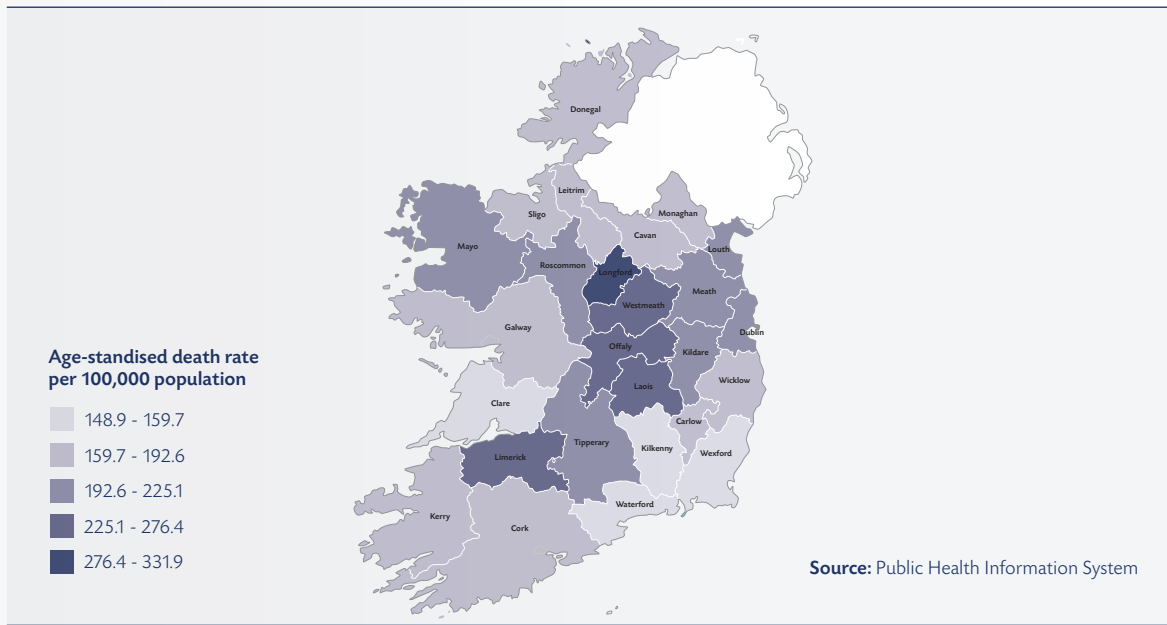 Donegal
Leitrim
Sligo
Monaghan
Cavan
Mayo
Louth
Roscommon
Longford
Meath
Westmeath
Galway
Dublin
Offaly
Kildare
Wicklow
Laois
Clare
Carlow
Tipperary
Kilkenny
Wexford
Limerick
Waterford
Kerry
Cork
Age-standised death rate
per 100,000 population
148.9 - 159.7
159.7 - 192.6
192.6 - 225.1
225.1 - 276.4
276.4 - 331.9
Source: Public Health Information System